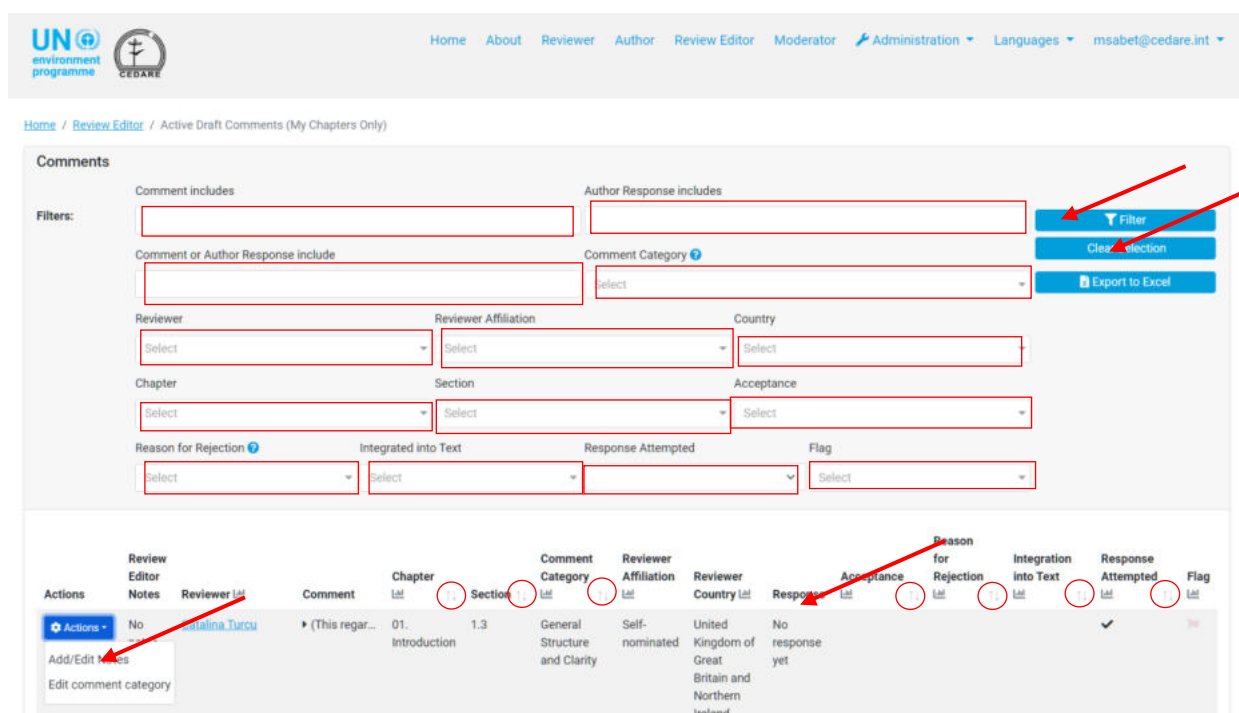 UN
environment
programme
CEDARE
Home About Reviewer Author Review Editor Moderator Administration Languages msabet@cedare.int
Home / Review Editor / Active Draft Comments (My Chapters Only)
Comments
Comment includes Author Response includes
Filters:
Filter
Clear Selection
Comment or Author Response include Comment Category
Select
Export to Excel
Reviewer Reviewer Affiliation Country
Select Select Select
Chapter Section Acceptance
Select Select Select
Reason for Rejection Integrated into Text Response Attempted Flag
Select Select Select
Actions Review Editor Notes Reviewer Comment Chapter Section Comment Category Reviewer Affiliation Reviewer Country Response Acceptance Reason for Rejection Integration into Text Response Attempted Flag
Actions No Catalina Turcu (This regar... 01. Introduction 1.3 General Structure and Clarity Self-nominated United Kingdom of Great Britain and Northern Ireland No response yet
Add/Edit Notes
Edit comment category